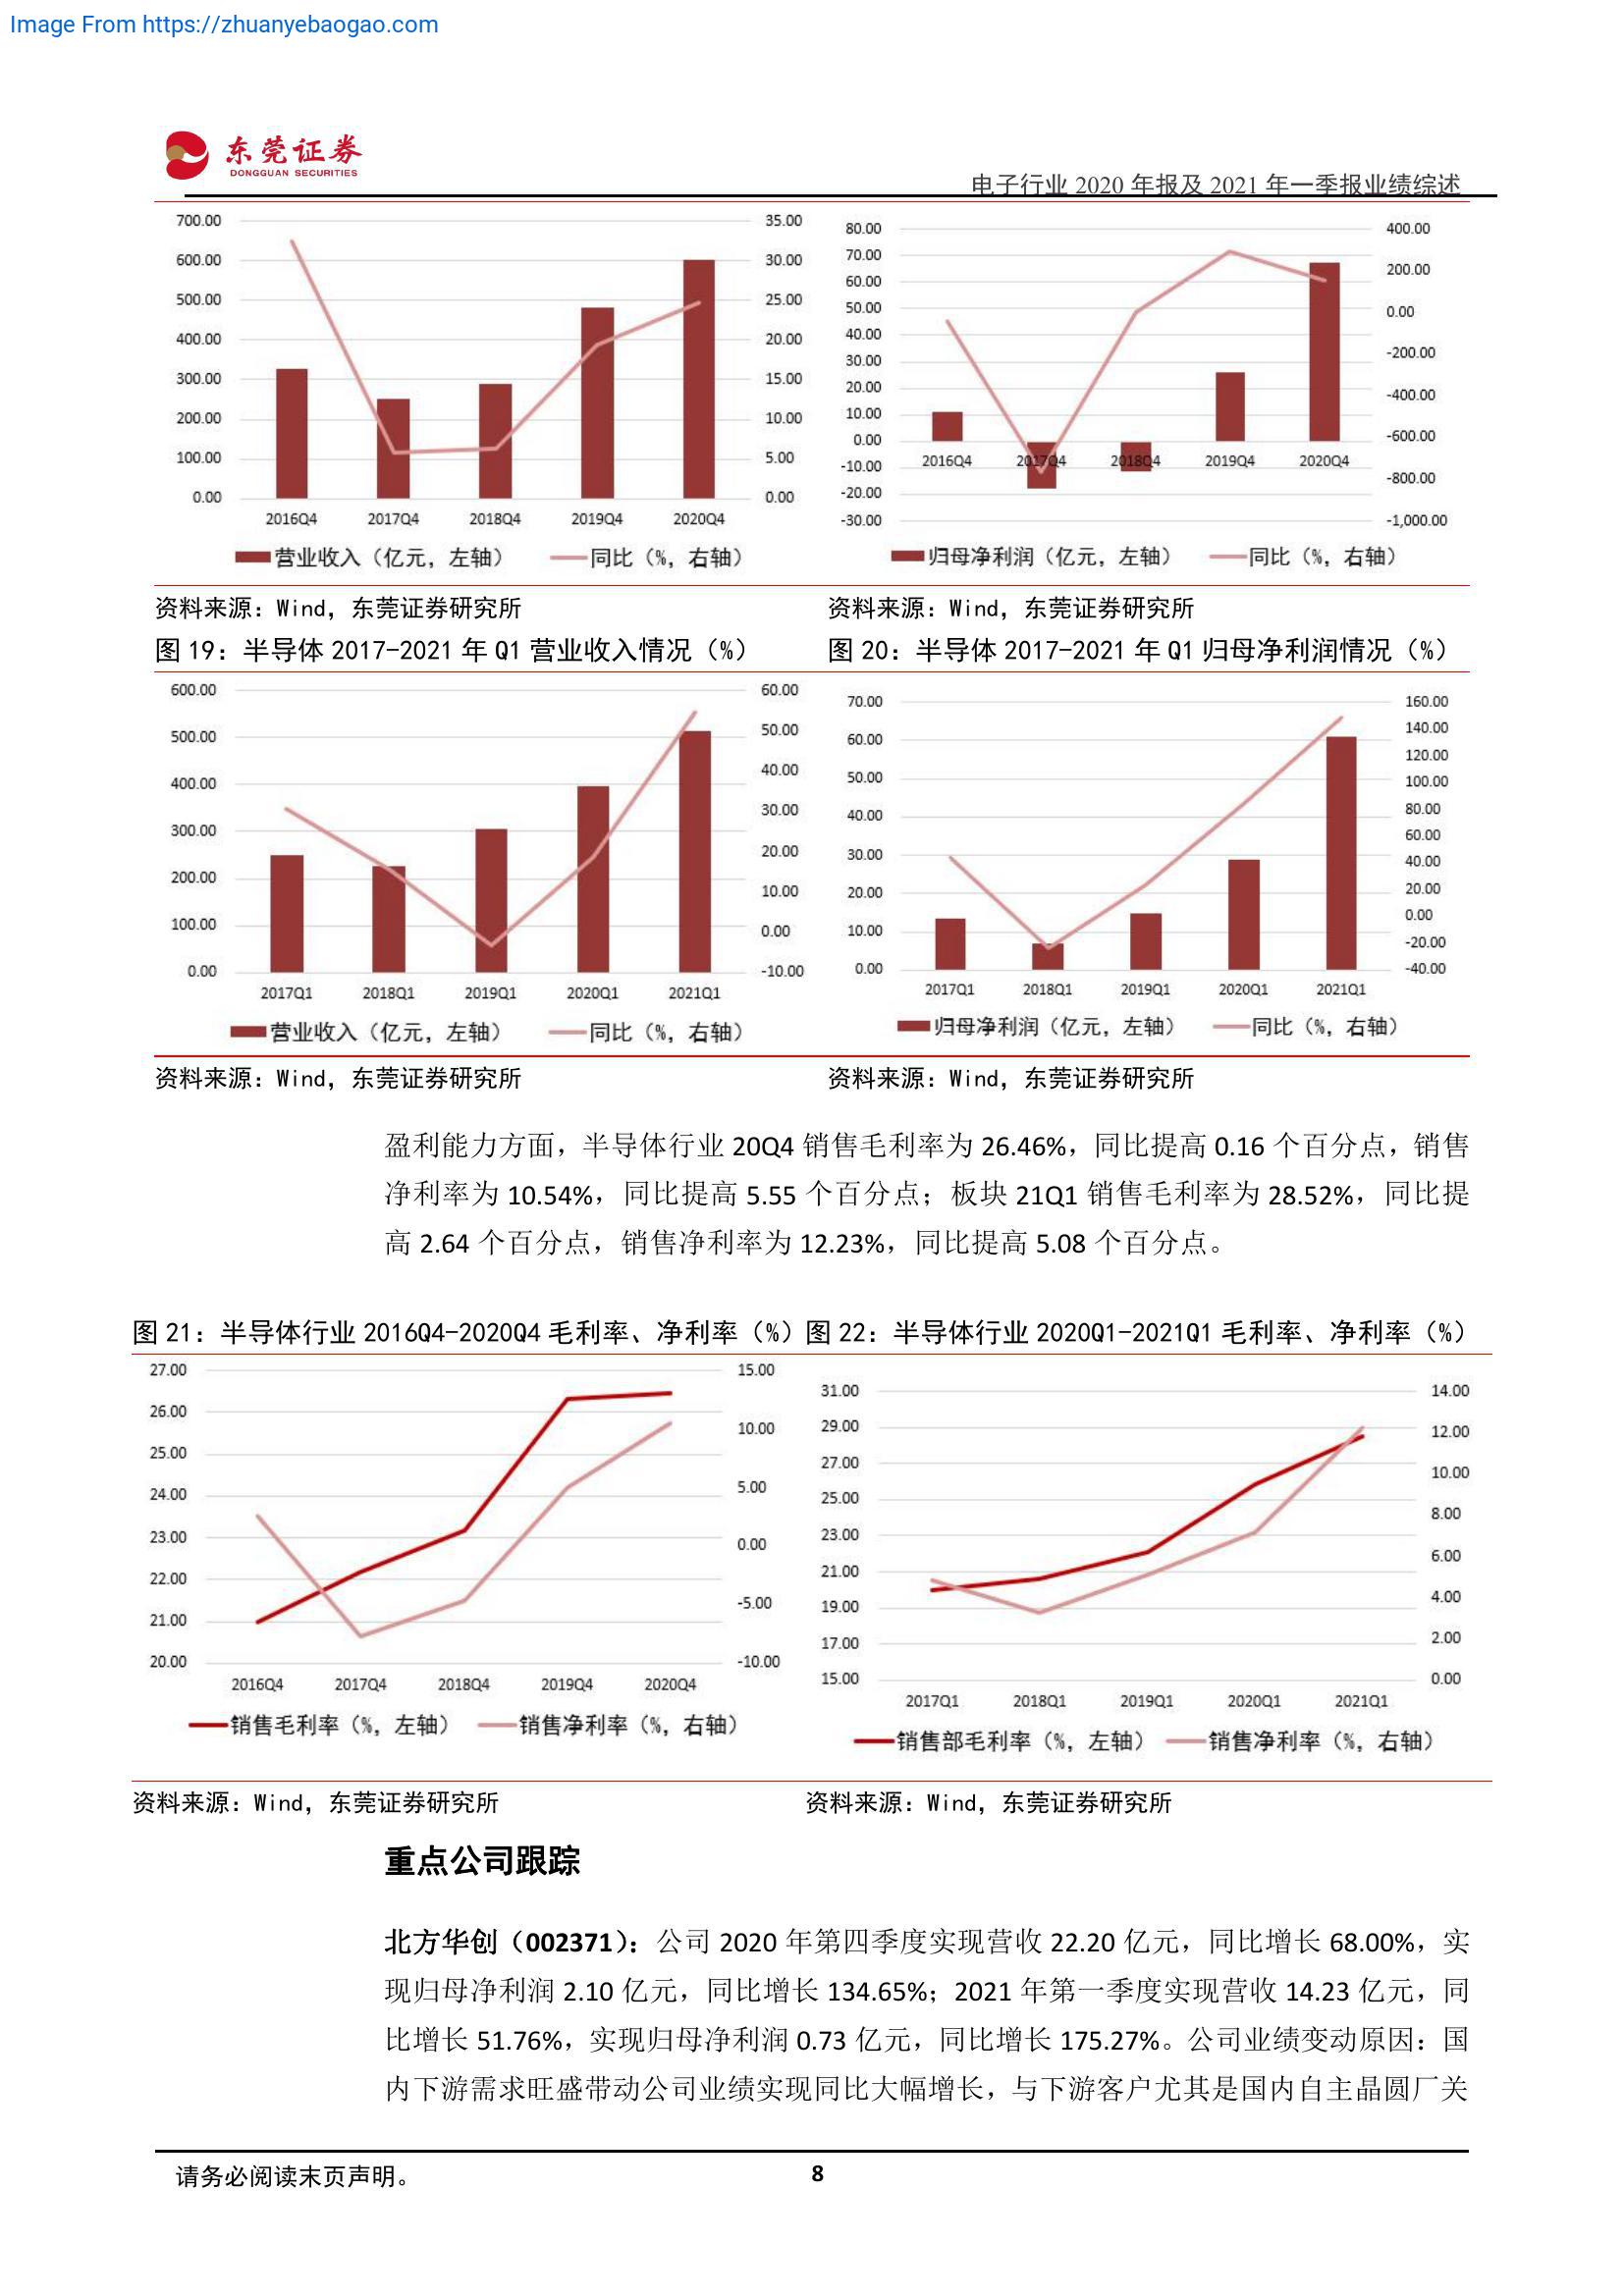 Image From https://zhuanyebaogao.com
东莞证券
DONGGUAN SECURITIES
电子行业 2020 年报及 2021 年一季报业绩综述
700.00
600.00
500.00
400.00
300.00
200.00
100.00
0.00
35.00
30.00
25.00
20.00
15.00
10.00
5.00
0.00
2016Q4 2017Q4 2018Q4 2019Q4 2020Q4
营业收入（亿元，左轴） 同比（%，右轴）
80.00
70.00
60.00
50.00
40.00
30.00
20.00
10.00
0.00
-10.00
-20.00
-30.00
400.00
200.00
0.00
-200.00
-400.00
-600.00
-800.00
-1,000.00
2016Q4 2017Q4 2018Q4 2019Q4 2020Q4
归母净利润（亿元，左轴） 同比（%，右轴）
资料来源：Wind，东莞证券研究所
资料来源：Wind，东莞证券研究所
图 19：半导体 2017-2021 年 Q1 营业收入情况（%）
图 20：半导体 2017-2021 年 Q1 归母净利润情况（%）
600.00
500.00
400.00
300.00
200.00
100.00
0.00
60.00
50.00
40.00
30.00
20.00
10.00
0.00
-10.00
2017Q1 2018Q1 2019Q1 2020Q1 2021Q1
营业收入（亿元，左轴） 同比（%，右轴）
70.00
60.00
50.00
40.00
30.00
20.00
10.00
0.00
160.00
140.00
120.00
100.00
80.00
60.00
40.00
20.00
0.00
-20.00
-40.00
2017Q1 2018Q1 2019Q1 2020Q1 2021Q1
归母净利润（亿元，左轴） 同比（%，右轴）
资料来源：Wind，东莞证券研究所
资料来源：Wind，东莞证券研究所
盈利能力方面，半导体行业 20Q4 销售毛利率为 26.46%，同比提高 0.16 个百分点，销售
净利率为 10.54%，同比提高 5.55 个百分点；板块 21Q1 销售毛利率为 28.52%，同比提
高 2.64 个百分点，销售净利率为 12.23%，同比提高 5.08 个百分点。
图 21：半导体行业 2016Q4-2020Q4 毛利率、净利率（%）
图 22：半导体行业 2020Q1-2021Q1 毛利率、净利率（%）
27.00
26.00
25.00
24.00
23.00
22.00
21.00
20.00
15.00
10.00
5.00
0.00
-5.00
-10.00
2016Q4 2017Q4 2018Q4 2019Q4 2020Q4
销售毛利率（%，左轴） 销售净利率（%，右轴）
31.00
29.00
27.00
25.00
23.00
21.00
19.00
17.00
15.00
14.00
12.00
10.00
8.00
6.00
4.00
2.00
0.00
2017Q1 2018Q1 2019Q1 2020Q1 2021Q1
销售部毛利率（%，左轴） 销售净利率（%，右轴）
资料来源：Wind，东莞证券研究所
资料来源：Wind，东莞证券研究所
重点公司跟踪
北方华创（002371）：公司 2020 年第四季度实现营收 22.20 亿元，同比增长 68.00%，实
现归母净利润 2.10 亿元，同比增长 134.65%；2021 年第一季度实现营收 14.23 亿元，同
比增长 51.76%，实现归母净利润 0.73 亿元，同比增长 175.27%。公司业绩变动原因：国
内下游需求旺盛带动公司业绩实现同比大幅增长，与下游客户尤其是国内自主晶圆厂关
请务必阅读末页声明。
8